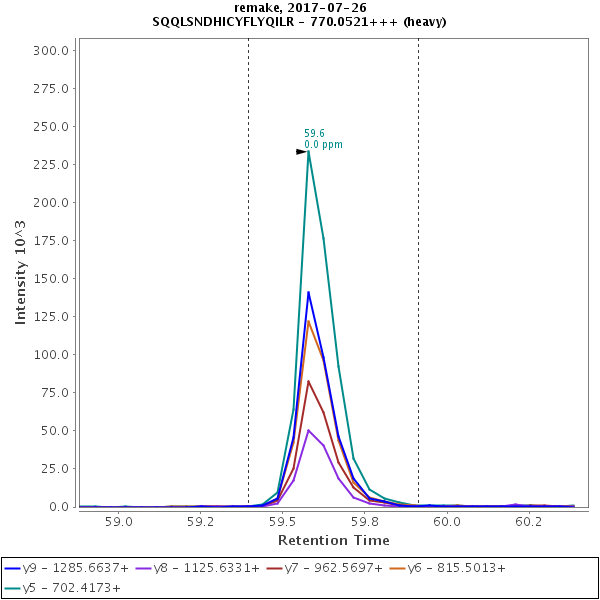 remake, 2017-07-26
SQQLSNDHICYFLYQILR - 770.0521+++ (heavy)
300.0
275.0
250.0
225.0
200.0
175.0
150.0
125.0
100.0
75.0
50.0
25.0
0.0
Intensity 10^3
59.6
0.0 ppm
59.0
59.2
59.5
59.8
60.0
60.2
Retention Time
y9 - 1285.6637+
y8 - 1125.6331+
y7 - 962.5697+
y6 - 815.5013+
y5 - 702.4173+